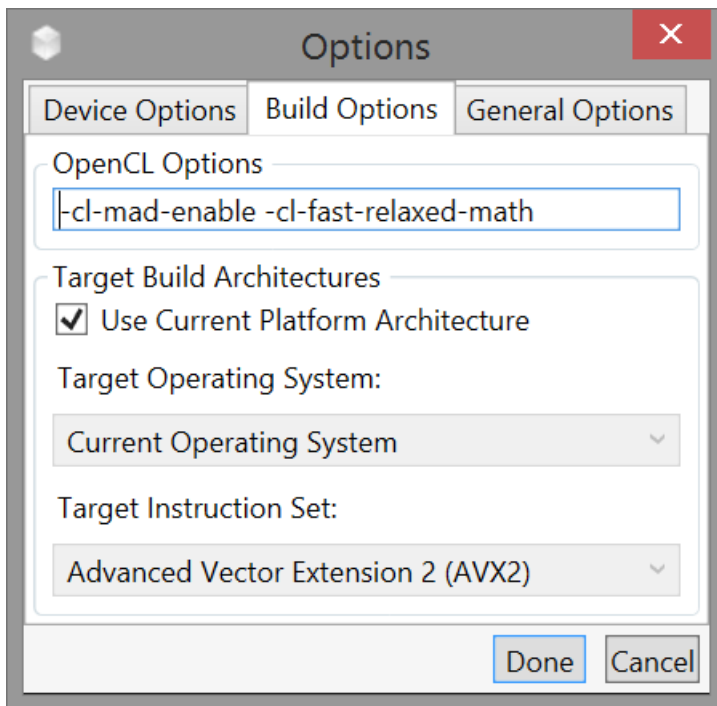 Options
Device Options Build Options General Options
OpenCL Options
-cl-mad-enable -cl-fast-relaxed-math
Target Build Architectures
Use Current Platform Architecture
Target Operating System:
Current Operating System
Target Instruction Set:
Advanced Vector Extension 2 (AVX2)
Done Cancel